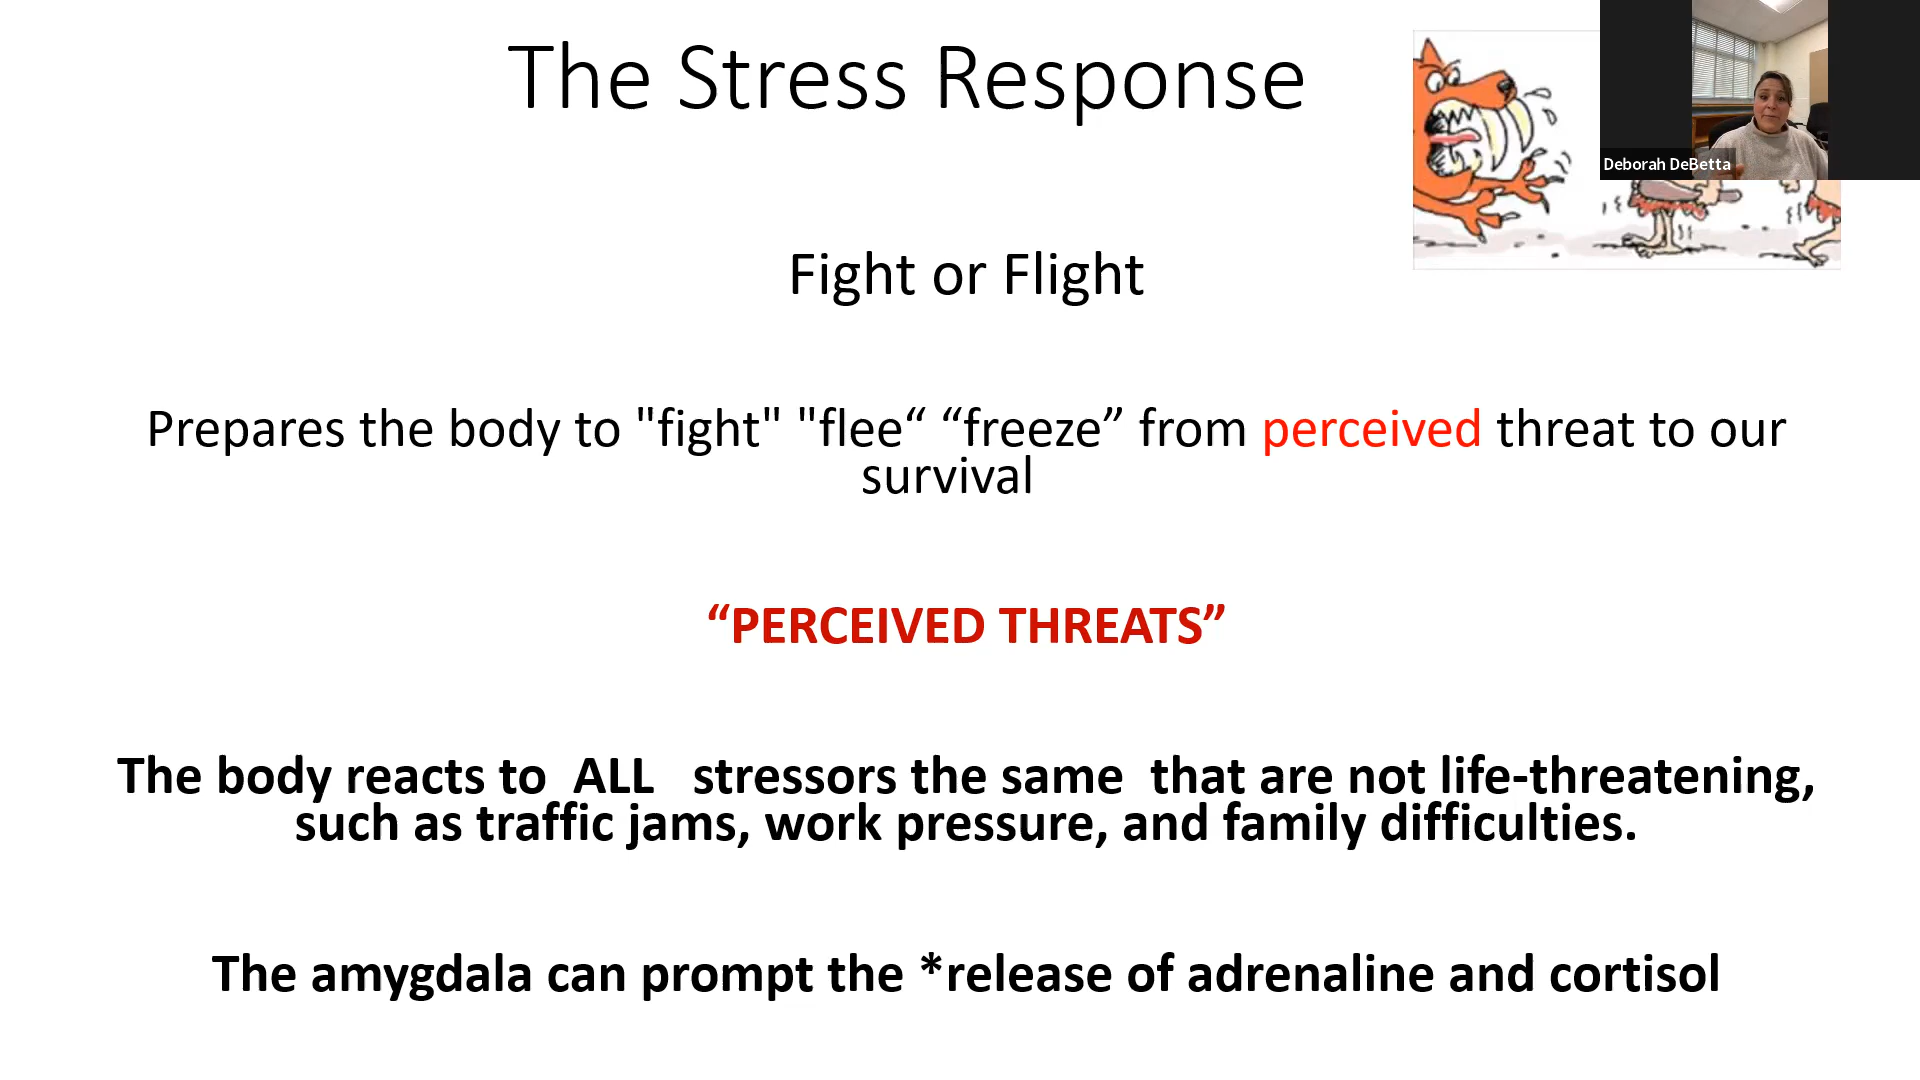 The Stress Response
Deborah DeBetta
Fight or Flight
Prepares the body to "fight" "flee“ “freeze” from perceived threat to our
survival
“PERCEIVED THREATS”
The body reacts to  ALL   stressors the same  that are not life-threatening,
such as traffic jams, work pressure, and family difficulties.
The amygdala can prompt the *release of adrenaline and cortisol